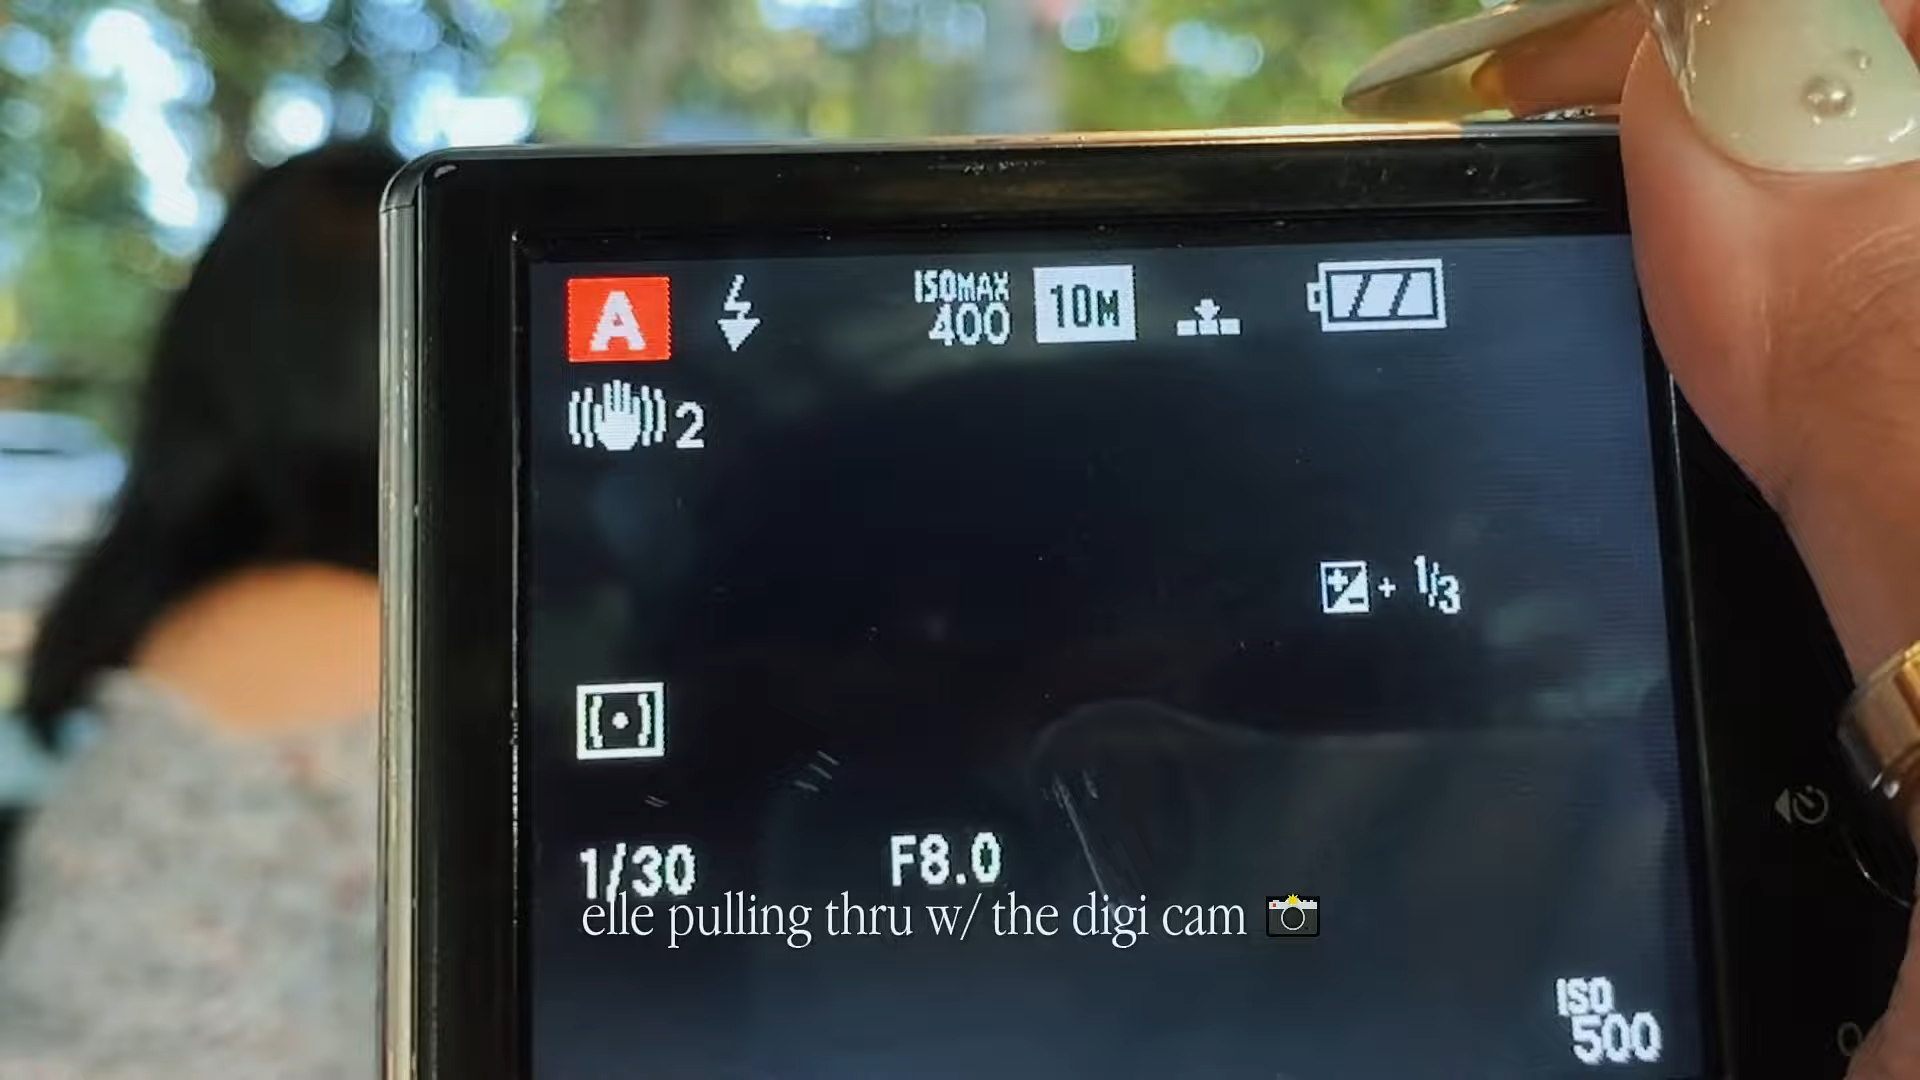 A
ISOMAX
400
10M
2
+ 1/3
1/30 F8.0
elle pulling thru w/ the digi cam 📷
ISO
500